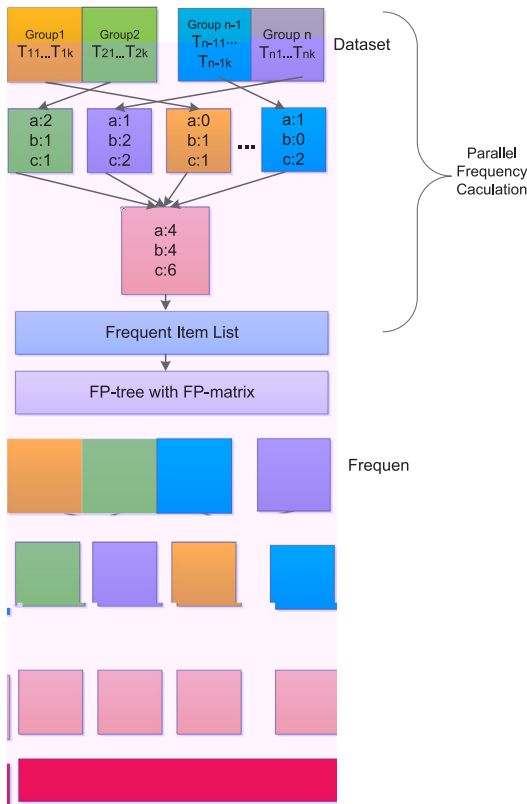 Group1
T11...T1k
Group2
T21...T2k
Group n-1
Tn-11...
Tn-1k
Group n
Tn1...Tnk
Dataset
a:2
b:1
c:1
a:1
b:2
c:2
a:0
b:1
c:1
...
a:1
b:0
c:2
Parallel
Frequency
Caculation
a:4
b:4
c:6
Frequent Item List
FP-tree with FP-matrix
Frequen